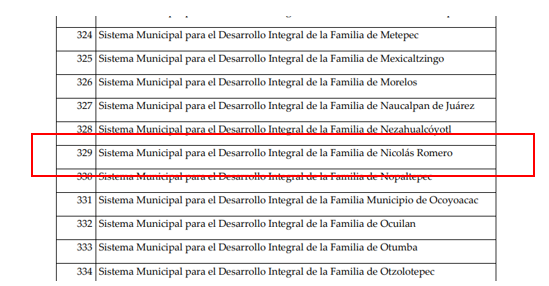 324 Sistema Municipal para el Desarrollo Integral de la Familia de Metepec
325 Sistema Municipal para el Desarrollo Integral de la Familia de Mexicaltzingo
326 Sistema Municipal para el Desarrollo Integral de la Familia de Morelos
327 Sistema Municipal para el Desarrollo Integral de la Familia de Naucalpan de Juárez
328 Sistema Municipal para el Desarrollo Integral de la Familia de Nezahualcóyotl
329 Sistema Municipal para el Desarrollo Integral de la Familia de Nicolás Romero
330 Sistema Municipal para el Desarrollo Integral de la Familia de Nopaltepec
331 Sistema Municipal para el Desarrollo Integral de la Familia Municipio de Ocoyoacac
332 Sistema Municipal para el Desarrollo Integral de la Familia de Ocuilan
333 Sistema Municipal para el Desarrollo Integral de la Familia de Otumba
334 Sistema Municipal para el Desarrollo Integral de la Familia de Otzolotepec